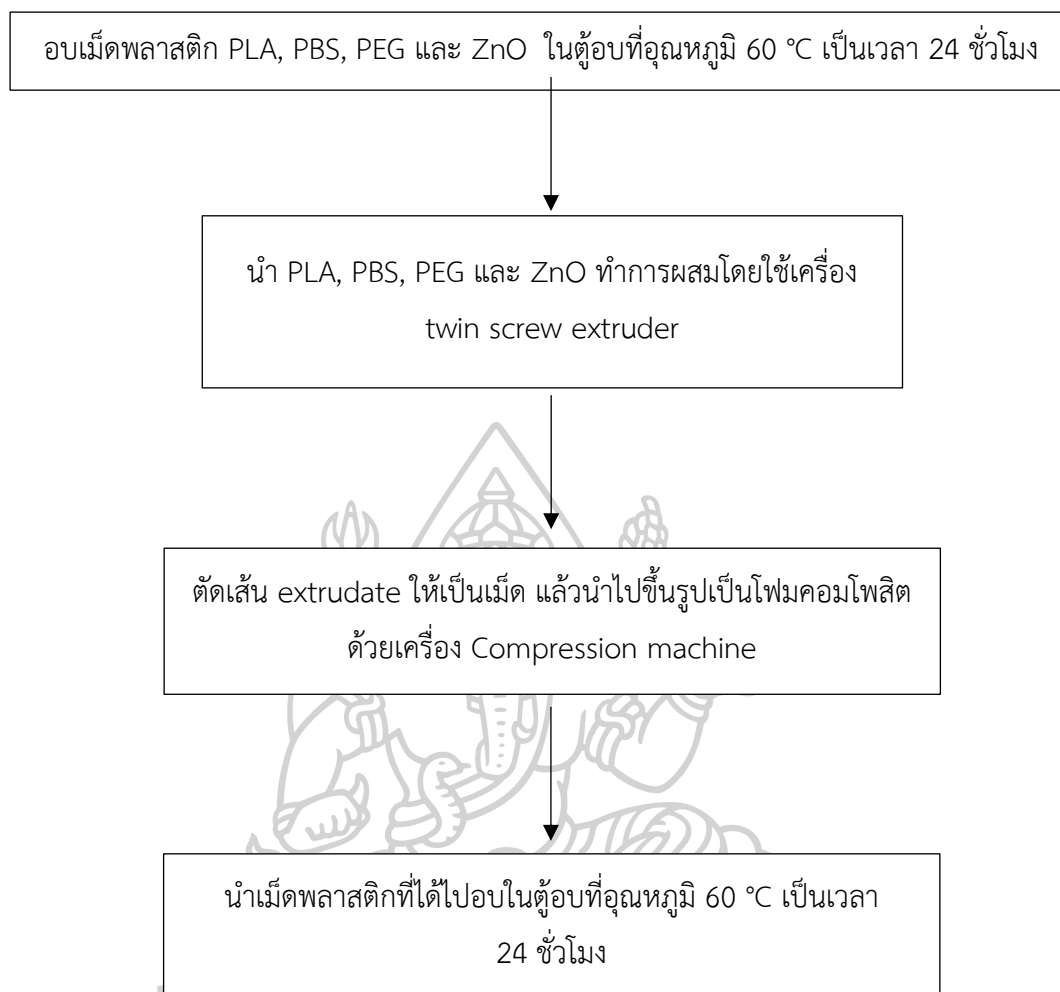 อบเม็ดพลาสติก PLA, PBS, PEG และ ZnO ในตู้อบที่อุณหภูมิ 60 °C เป็นเวลา 24 ชั่วโมง
นำ PLA, PBS, PEG และ ZnO ทำการผสมโดยใช้เครื่อง
twin screw extruder
ตัดเส้น extrudate ให้เป็นเม็ด แล้วนำไปขึ้นรูปเป็นโฟมคอมโพสิต
ด้วยเครื่อง Compression machine
นำเม็ดพลาสติกที่ได้ไปอบในตู้อบที่อุณหภูมิ 60 °C เป็นเวลา
24 ชั่วโมง